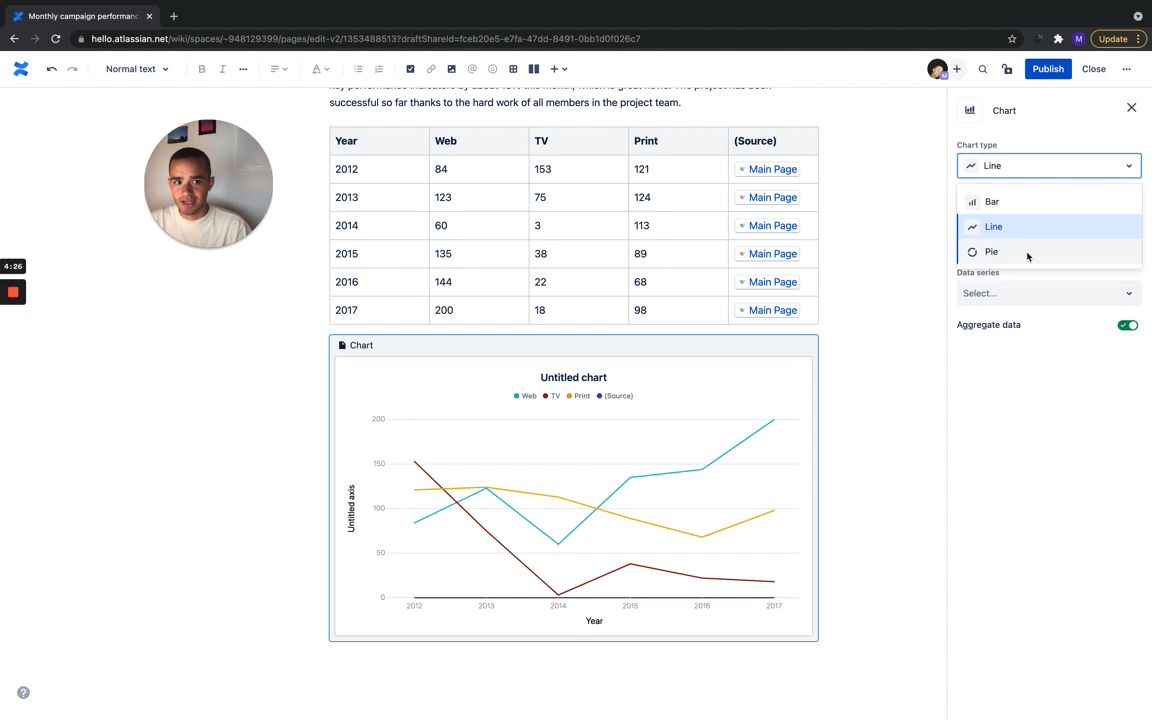 Monthly campaign performanc
hello.atlassian.net/wiki/spaces/~948129399/pages/edit-v2/1353488513?draftShareId=fceb20e5-e7fa-47dd-8491-0bb1d0f026c7
M
Update
Normal text
B I A
M
Publish
Close
successful so far thanks to the hard work of all members in the project team.
Year Web TV Print (Source)
2012 84 153 121 W Main Page
2013 123 75 124 W Main Page
2014 60 3 113 W Main Page
2015 135 38 89 W Main Page
2016 144 22 68 W Main Page
2017 200 18 98 W Main Page
Chart
Untitled chart
Web TV Print (Source)
200
150
100
50
0
Untitled axis
2012 2013 2014 2015 2016 2017
Year
4:26
Chart
Chart type
Line
Bar
Line
Pie
Data series
Select...
Aggregate data
?